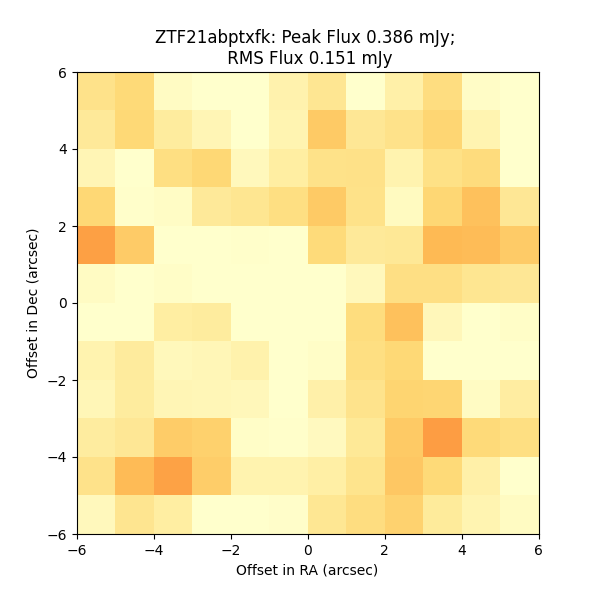 ZTF21abptxfk: Peak Flux 0.386 mJy;
RMS Flux 0.151 mJy
6
4
2
0
−2
−4
−6
Offset in Dec (arcsec)
−6 −4 −2 0 2 4 6
Offset in RA (arcsec)